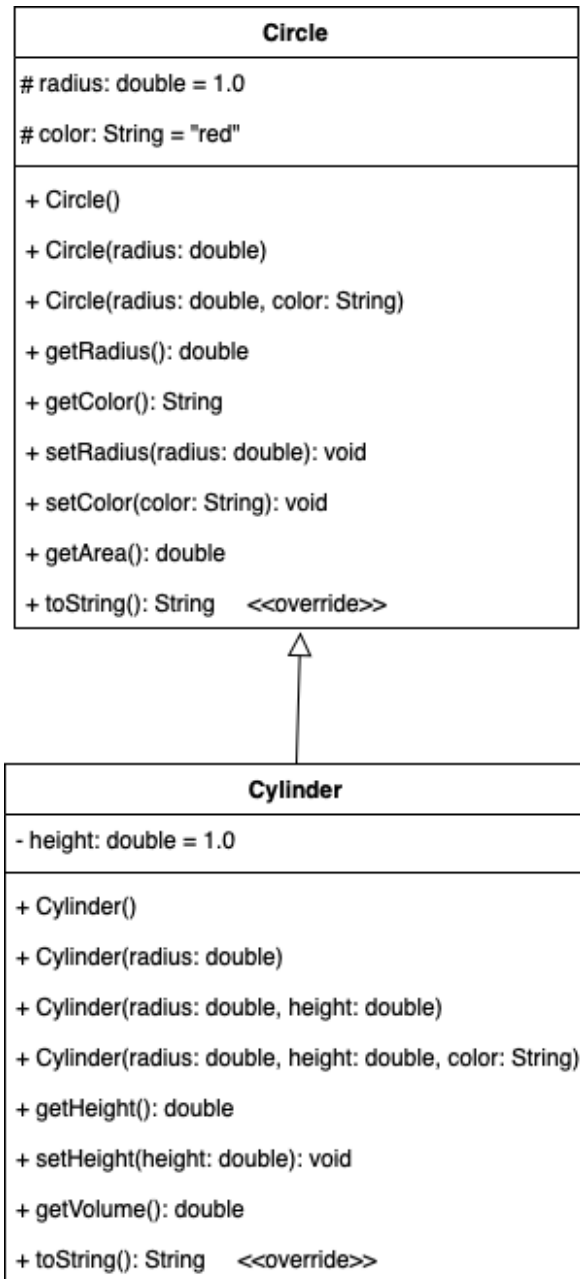 Circle
# radius: double = 1.0
# color: String = "red"
+ Circle()
+ Circle(radius: double)
+ Circle(radius: double, color: String)
+ getRadius(): double
+ getColor(): String
+ setRadius(radius: double): void
+ setColor(color: String): void
+ getArea(): double
+ toString(): String <<override>>
Cylinder
- height: double = 1.0
+ Cylinder()
+ Cylinder(radius: double)
+ Cylinder(radius: double, height: double)
+ Cylinder(radius: double, height: double, color: String)
+ getHeight(): double
+ setHeight(height: double): void
+ getVolume(): double
+ toString(): String <<override>>